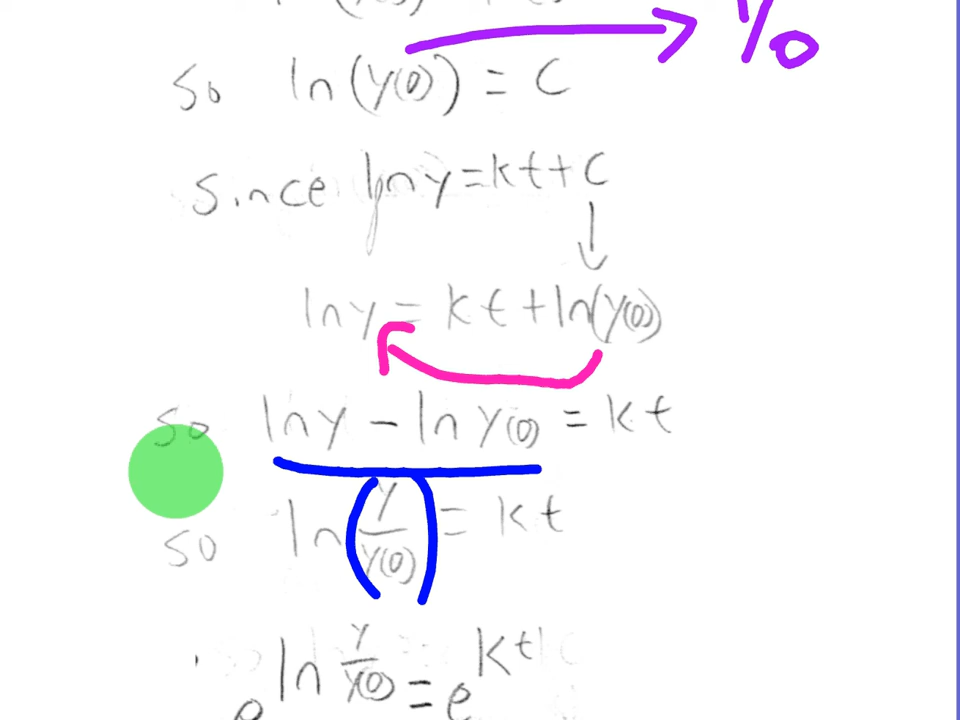 so ln(y(0)) = C
since ln y = kt + C
ln y = kt + ln(y(0))
so ln y - ln y(0) = kt
so ln(y/y(0)) = kt
e^ln y/y(0) = e^kt